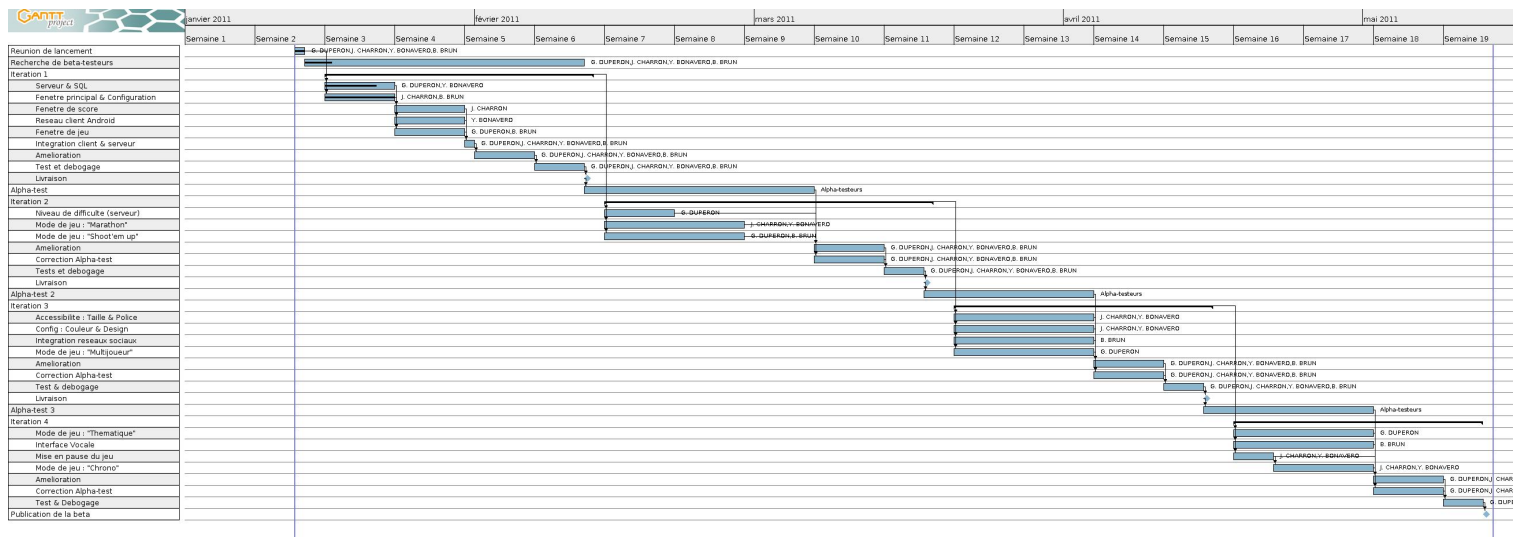 GANTT project
janvier 2011 février 2011 mars 2011 avril 2011 mai 2011
Semaine 1 Semaine 2 Semaine 3 Semaine 4 Semaine 5 Semaine 6 Semaine 7 Semaine 8 Semaine 9 Semaine 10 Semaine 11 Semaine 12 Semaine 13 Semaine 14 Semaine 15 Semaine 16 Semaine 17 Semaine 18 Semaine 19
Reunion de lancement G. DUPERON,J. CHARRON,Y. BONAVERO,B. BRUN
Recherche de beta-testeurs G. DUPERON,J. CHARRON,Y. BONAVERO,B. BRUN
Iteration 1
Serveur & SQL G. DUPERON,Y. BONAVERO
Fenetre principal & Configuration J. CHARRON,B. BRUN
Fenetre de score J. CHARRON
Reseau client Android Y. BONAVERO
Fenetre de jeu G. DUPERON,B. BRUN
Integration client & serveur G. DUPERON,J. CHARRON,Y. BONAVERO,B. BRUN
Amelioration G. DUPERON,J. CHARRON,Y. BONAVERO,B. BRUN
Test et debogage G. DUPERON,J. CHARRON,Y. BONAVERO,B. BRUN
Livraison
Alpha-test Alpha-testeurs
Iteration 2
Niveau de difficulte (serveur) G. DUPERON
Mode de jeu : "Marathon" J. CHARRON,Y. BONAVERO
Mode de jeu : "Shoot'em up" G. DUPERON,B. BRUN
Amelioration G. DUPERON,J. CHARRON,Y. BONAVERO,B. BRUN
Correction Alpha-test G. DUPERON,J. CHARRON,Y. BONAVERO,B. BRUN
Tests et debogage G. DUPERON,J. CHARRON,Y. BONAVERO,B. BRUN
Livraison
Alpha-test 2 Alpha-testeurs
Iteration 3
Accessibilite : Taille & Police J. CHARRON,Y. BONAVERO
Config : Couleur & Design J. CHARRON,Y. BONAVERO
Integration reseaux sociaux B. BRUN
Mode de jeu : "Multijoueur" G. DUPERON
Amelioration G. DUPERON,J. CHARRON,Y. BONAVERO,B. BRUN
Correction Alpha-test G. DUPERON,J. CHARRON,Y. BONAVERO,B. BRUN
Test & debogage G. DUPERON,J. CHARRON,Y. BONAVERO,B. BRUN
Livraison
Alpha-test 3 Alpha-testeurs
Iteration 4
Mode de jeu : "Thematique" G. DUPERON
Interface Vocale B. BRUN
Mise en pause du jeu J. CHARRON,Y. BONAVERO
Mode de jeu : "Chrono" J. CHARRON,Y. BONAVERO
Amelioration G. DUPERON,J CHAR
Correction Alpha-test G. DUPERON,J CHAR
Test & Debogage G. DUPE
Publication de la beta